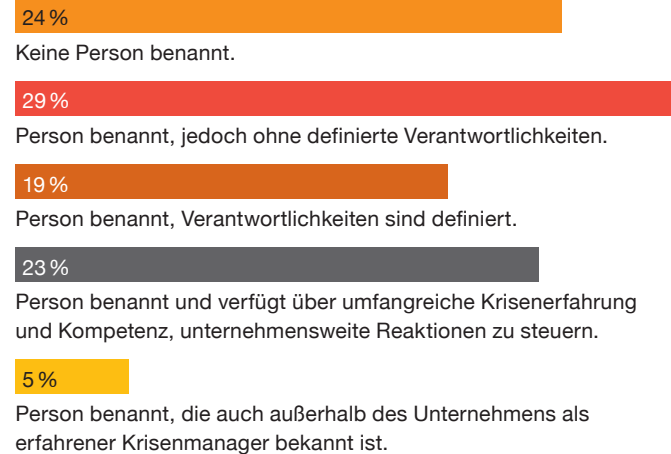 24 %
Keine Person benannt.
29 %
Person benannt, jedoch ohne definierte Verantwortlichkeiten.
19 %
Person benannt, Verantwortlichkeiten sind definiert.
23 %
Person benannt und verfügt über umfangreiche Krisenerfahrung
und Kompetenz, unternehmensweite Reaktionen zu steuern.
5 %
Person benannt, die auch außerhalb des Unternehmens als
erfahrener Krisenmanager bekannt ist.